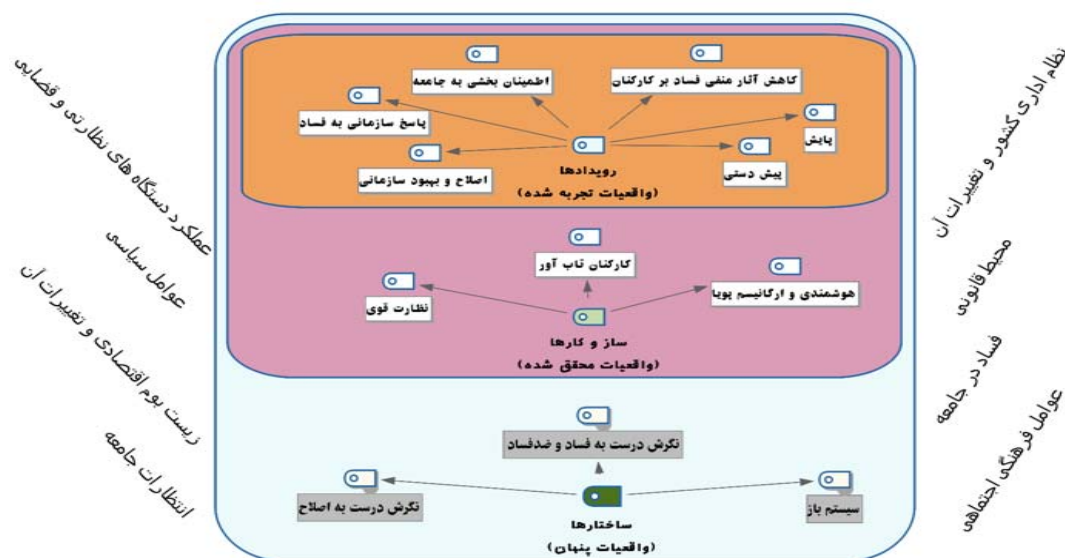 نظام اداری کشور و تغییرات آن
محیط قانونی
فساد در جامعه
عوامل فرهنگی اجتماهی
کاهش آثار منفی فساد بر کارکنان
اطمینان بخشی به جامعه
پاسخ سازمانی به فساد
پایش
پیش دستی
اصلاح و بهبود سازمانی
رویدادها
(واقعیات تجربه شده)
کارکنان تاب آور
هوشمندی و ارگانیسم پویا
نظارت قوی
ساز و کارها
(واقعیات محقق شده)
نگرش درست به فساد و ضدفساد
سیستم باز
نگرش درست به اصلاح
ساختارها
(واقعیات پنهان)
عملکرد دستگاه های نظارتی و قضایی
عوامل سیاسی
زیست بوم اقتصادی و تغییرات آن
انتظارات جامعه